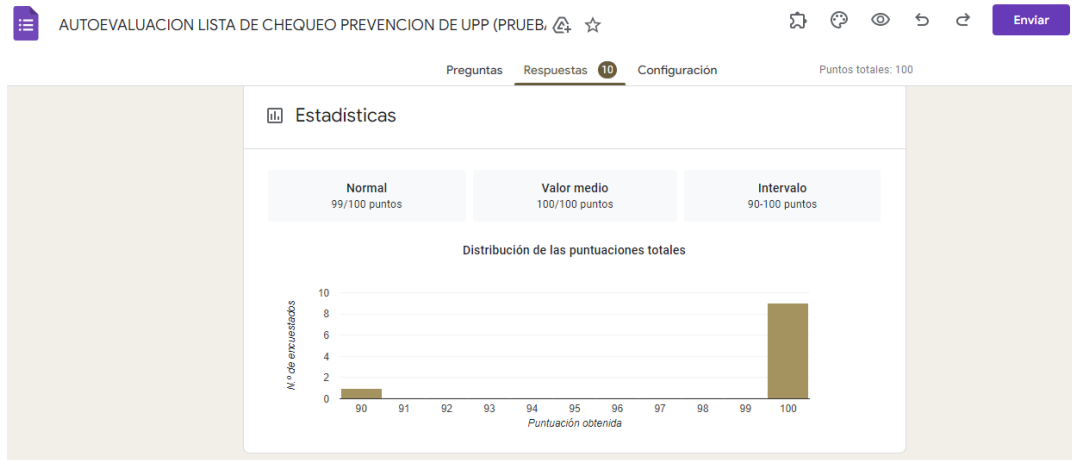 AUTOEVALUACION LISTA DE CHEQUEO PREVENCION DE UPP (PRUEB
Enviar
Preguntas Respuestas 10 Configuración Puntos totales: 100
Estadísticas
Normal Valor medio Intervalo
99/100 puntos 100/100 puntos 90-100 puntos
Distribución de las puntuaciones totales
N.º de encuestados
10
8
6
4
2
0
90 91 92 93 94 95 96 97 98 99 100
Puntuación obtenida